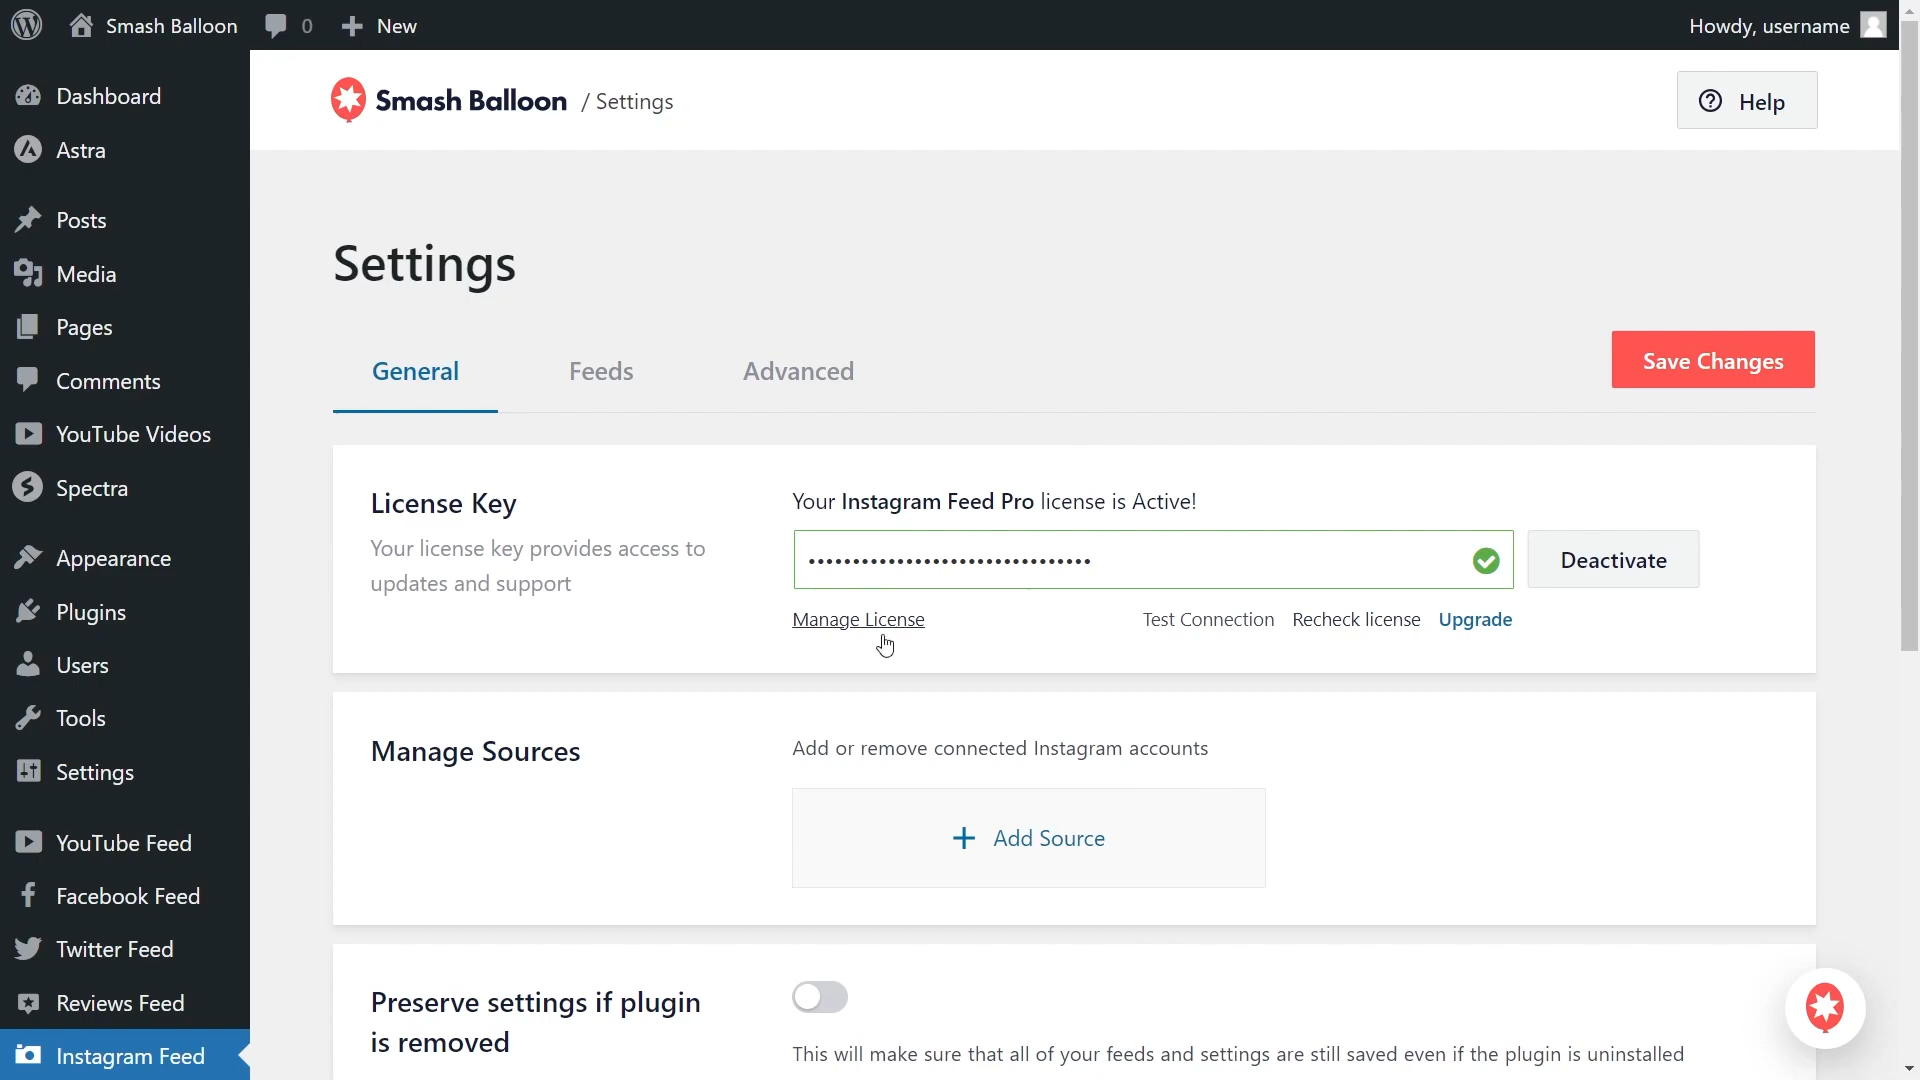 Smash Balloon 0 New Howdy, username
Dashboard
Astra
Posts
Media
Pages
Comments
YouTube Videos
Spectra
Appearance
Plugins
Users
Tools
Settings
YouTube Feed
Facebook Feed
Twitter Feed
Reviews Feed
Instagram Feed
Smash Balloon / Settings
Help
Settings
General Feeds Advanced
Save Changes
License Key
Your license key provides access to
updates and support
Your Instagram Feed Pro license is Active!
••••••••••••••••••••••••••••••••
Deactivate
Manage License Test Connection Recheck license Upgrade
Manage Sources
Add or remove connected Instagram accounts
+ Add Source
Preserve settings if plugin
is removed
This will make sure that all of your feeds and settings are still saved even if the plugin is uninstalled